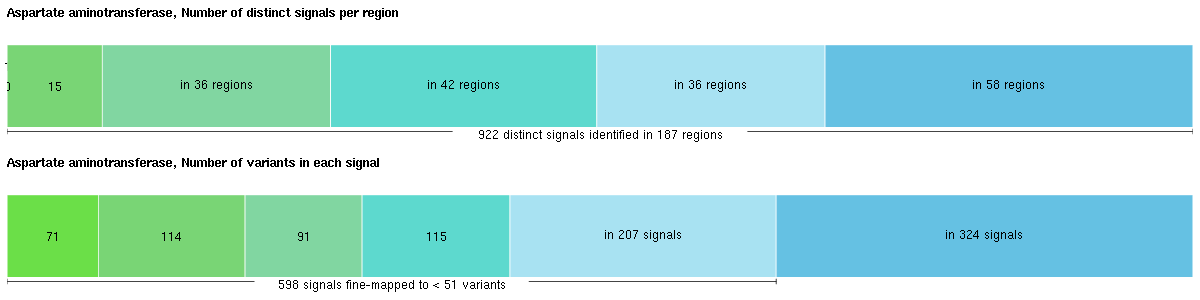 Aspartate aminotransferase, Number of distinct signals per region
15 in 36 regions in 42 regions in 36 regions in 58 regions
922 distinct signals identified in 187 regions
Aspartate aminotransferase, Number of variants in each signal
71 114 91 115 in 207 signals in 324 signals
598 signals fine-mapped to < 51 variants